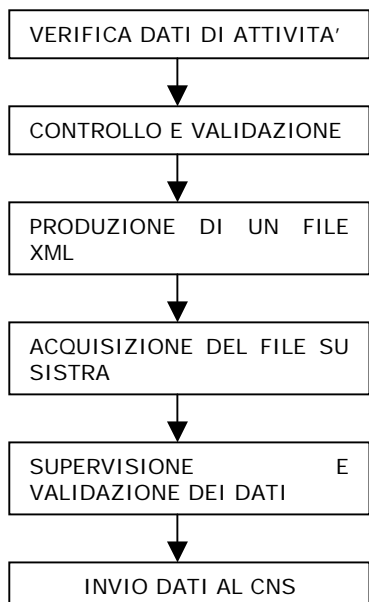 VERIFICA DATI DI ATTIVITA’
CONTROLLO E VALIDAZIONE
PRODUZIONE DI UN FILE
XML
ACQUISIZIONE DEL FILE SU
SISTRA
SUPERVISIONE E
VALIDAZIONE DEI DATI
INVIO DATI AL CNS